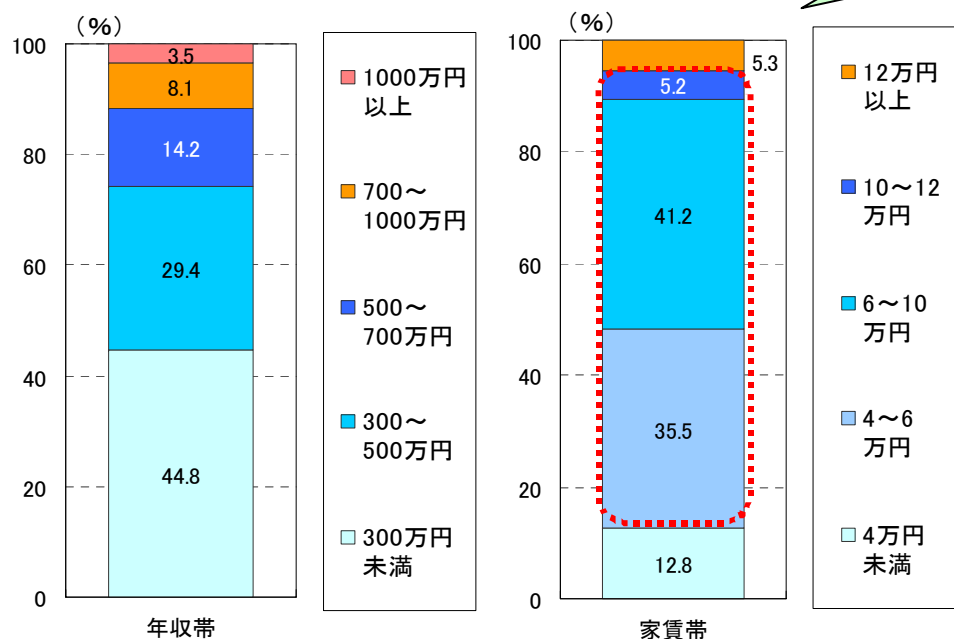 （%）
100
80
60
40
20
0
3.5
8.1
14.2
29.4
44.8
年収帯
1000万円
以上
700～
1000万円
500～
700万円
300～
500万円
300万円
未満
（%）
100
80
60
40
20
0
5.3
5.2
41.2
35.5
12.8
家賃帯
12万円
以上
10～12
万円
6～10
万円
4～6
万円
4万円
未満